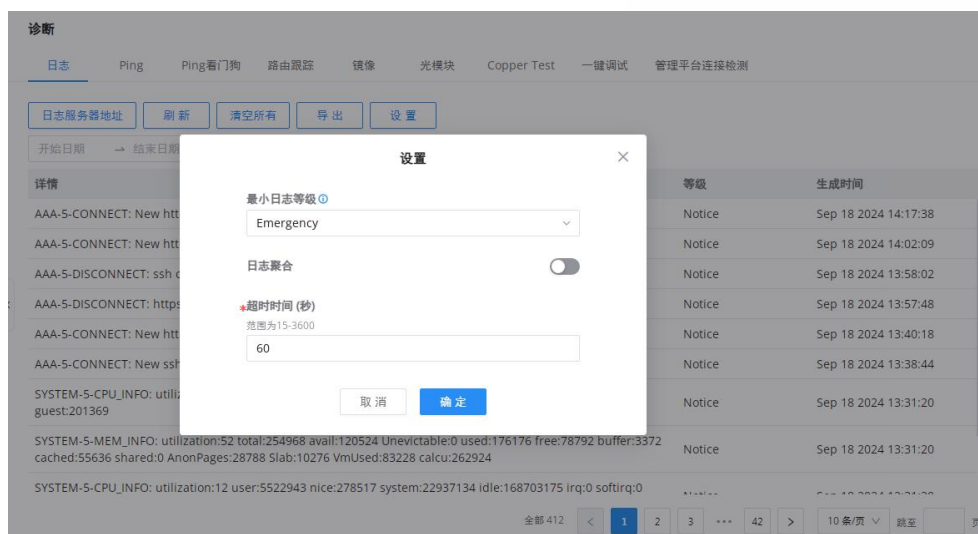 诊断
日志 Ping Ping看门狗 路由跟踪 镜像 光模块 Copper Test 一键调试 管理平台连接检测
日志服务器地址 刷新 清空所有 导出 设置
开始日期 → 结束日期
设置
详情 等级 生成时间
最小日志等级
AAA-5-CONNECT: New htt Notice Sep 18 2024 14:17:38
Emergency
AAA-5-CONNECT: New htt Notice Sep 18 2024 14:02:09
日志聚合
AAA-5-DISCONNECT: ssh Notice Sep 18 2024 13:58:02
AAA-5-DISCONNECT: https Notice Sep 18 2024 13:57:48
*超时时间 (秒)
范围为15-3600
AAA-5-CONNECT: New htt Notice Sep 18 2024 13:40:18
60
AAA-5-CONNECT: New ssh Notice Sep 18 2024 13:38:44
SYSTEM-5-CPU_INFO: utiliz
guest:201369 Notice Sep 18 2024 13:31:20
取消 确定
SYSTEM-5-MEM_INFO: utilization:52 total:254968 avail:120524 Unevictable:0 used:176176 free:78792 buffer:3372
cached:55636 shared:0 AnonPages:28788 Slab:10276 VmUsed:83228 calcu:262924 Notice Sep 18 2024 13:31:20
SYSTEM-5-CPU_INFO: utilization:12 user:5522943 nice:278517 system:22937134 idle:168703175 irq:0 softirq:0
全部 412 < 1 2 3 ••• 42 > 10 条/页 跳至